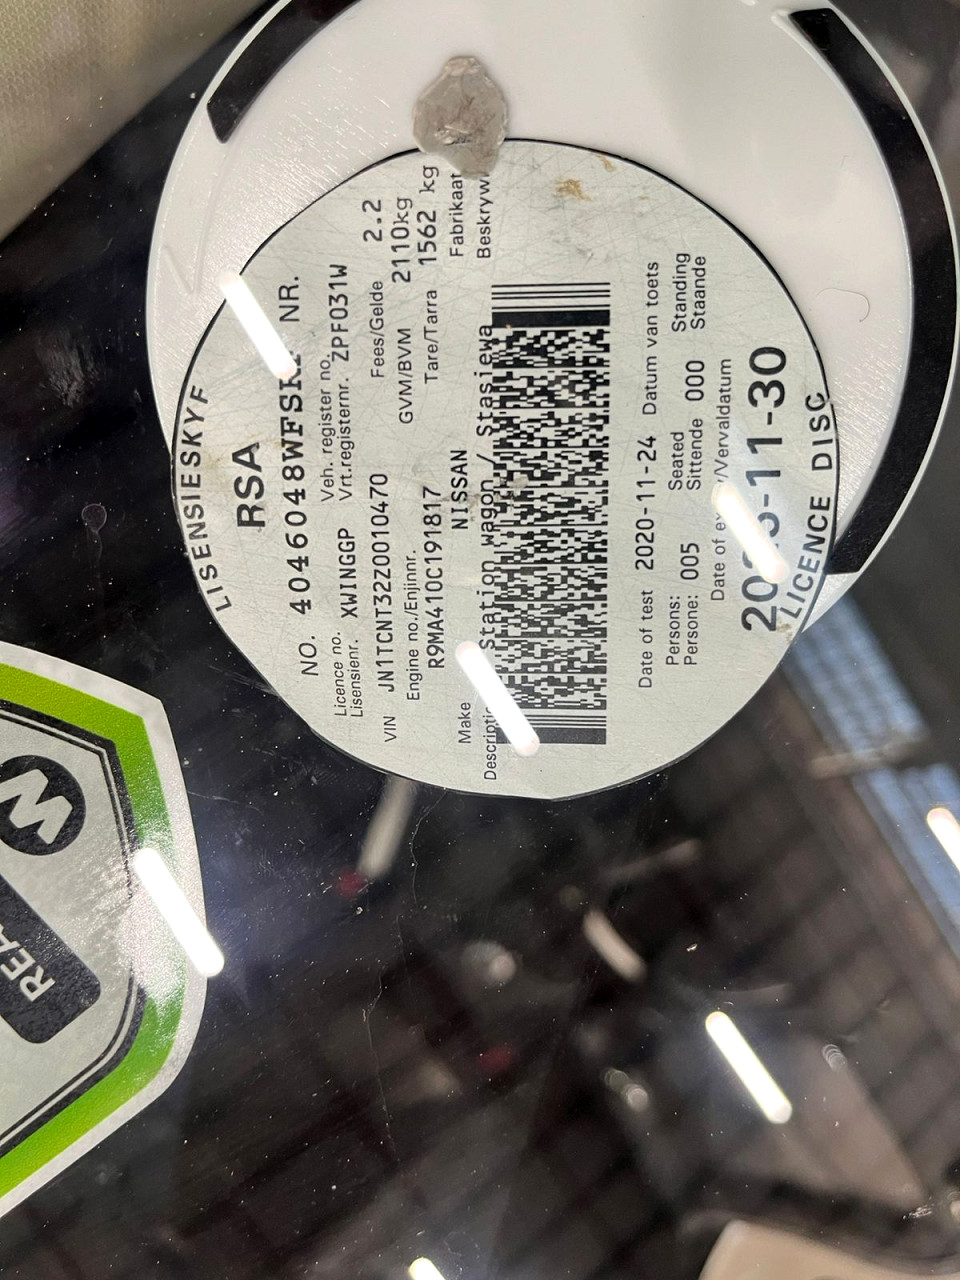 LISENSIESKYF
RSA
NO. 4046048WFSK NR.
Licence no. XWINGGP Veh. register no.
Lisensienr. Vrt.registernr. ZPF031W
VIN JN1TCNT32Z0010470 Fees/Gelde 2.2
Engine no./Enjinnr. GVM/BVM 2110kg
R9MA410C191817 Tare/Tarra 1562 kg
Make NISSAN Fabrikaat
Description Station wagon / Stasiewa Beskrywi
Date of test 2020-11-24 Datum van toets
Persons: 005 Seated 000 Standing
Persone: Sittende Staande
Date of /Vervaldatum
-11-30
LICENCE DISC
W
REA